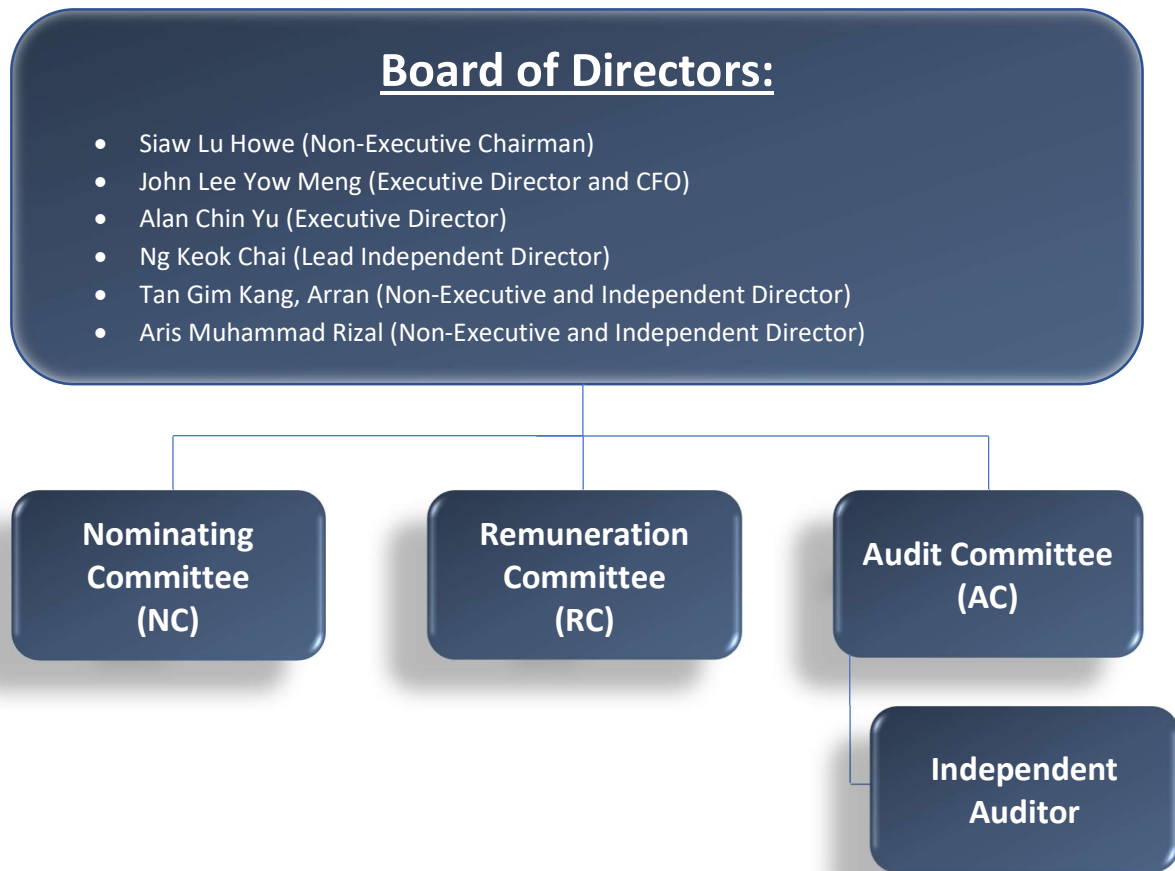 Board of Directors:
• Siaw Lu Howe (Non-Executive Chairman)
• John Lee Yow Meng (Executive Director and CFO)
• Alan Chin Yu (Executive Director)
• Ng Keok Chai (Lead Independent Director)
• Tan Gim Kang, Arran (Non-Executive and Independent Director)
• Aris Muhammad Rizal (Non-Executive and Independent Director)
Nominating
Committee
(NC)
Remuneration
Committee
(RC)
Audit Committee
(AC)
Independent
Auditor